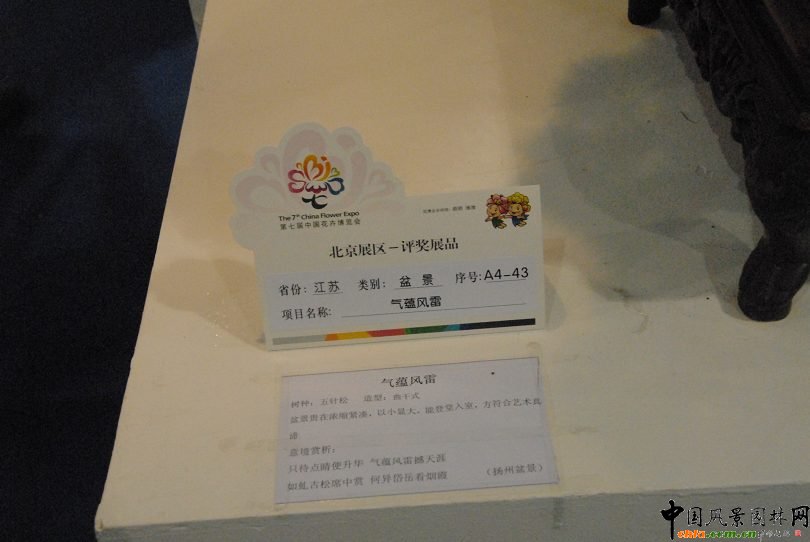 The 7th China Flower Expo
第七届中国花卉博览会
北京展区－评奖展品
省份: 江苏 类别: 盆景 序号: A4-43
项目名称: 气蕴风雷
气蕴风雷
树种：五针松 造型：曲干式
盆景贵在浓缩紧凑，以小显大，能登堂入室，方符合艺术真
谛
意境赏析：
只待点睛便升华 气蕴风雷撼天涯
如虬古松席中赏 何异岱岳看烟霞 （扬州盆景）
中国风景园林网